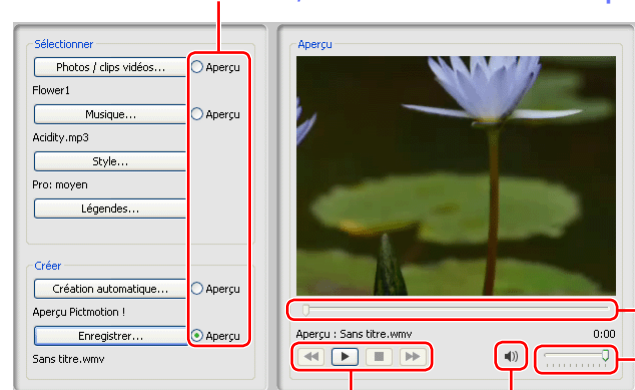 Sélectionner
Photos / clips vidéos...
Aperçu
Flower1
Musique...
Aperçu
Acidity.mp3
Style...
Pro: moyen
Légendes...
Créer
Création automatique...
Aperçu
Aperçu Pictmotion !
Enregistrer...
Aperçu
Sans titre.wmv
Aperçu
Aperçu : Sans titre.wmv
0:00